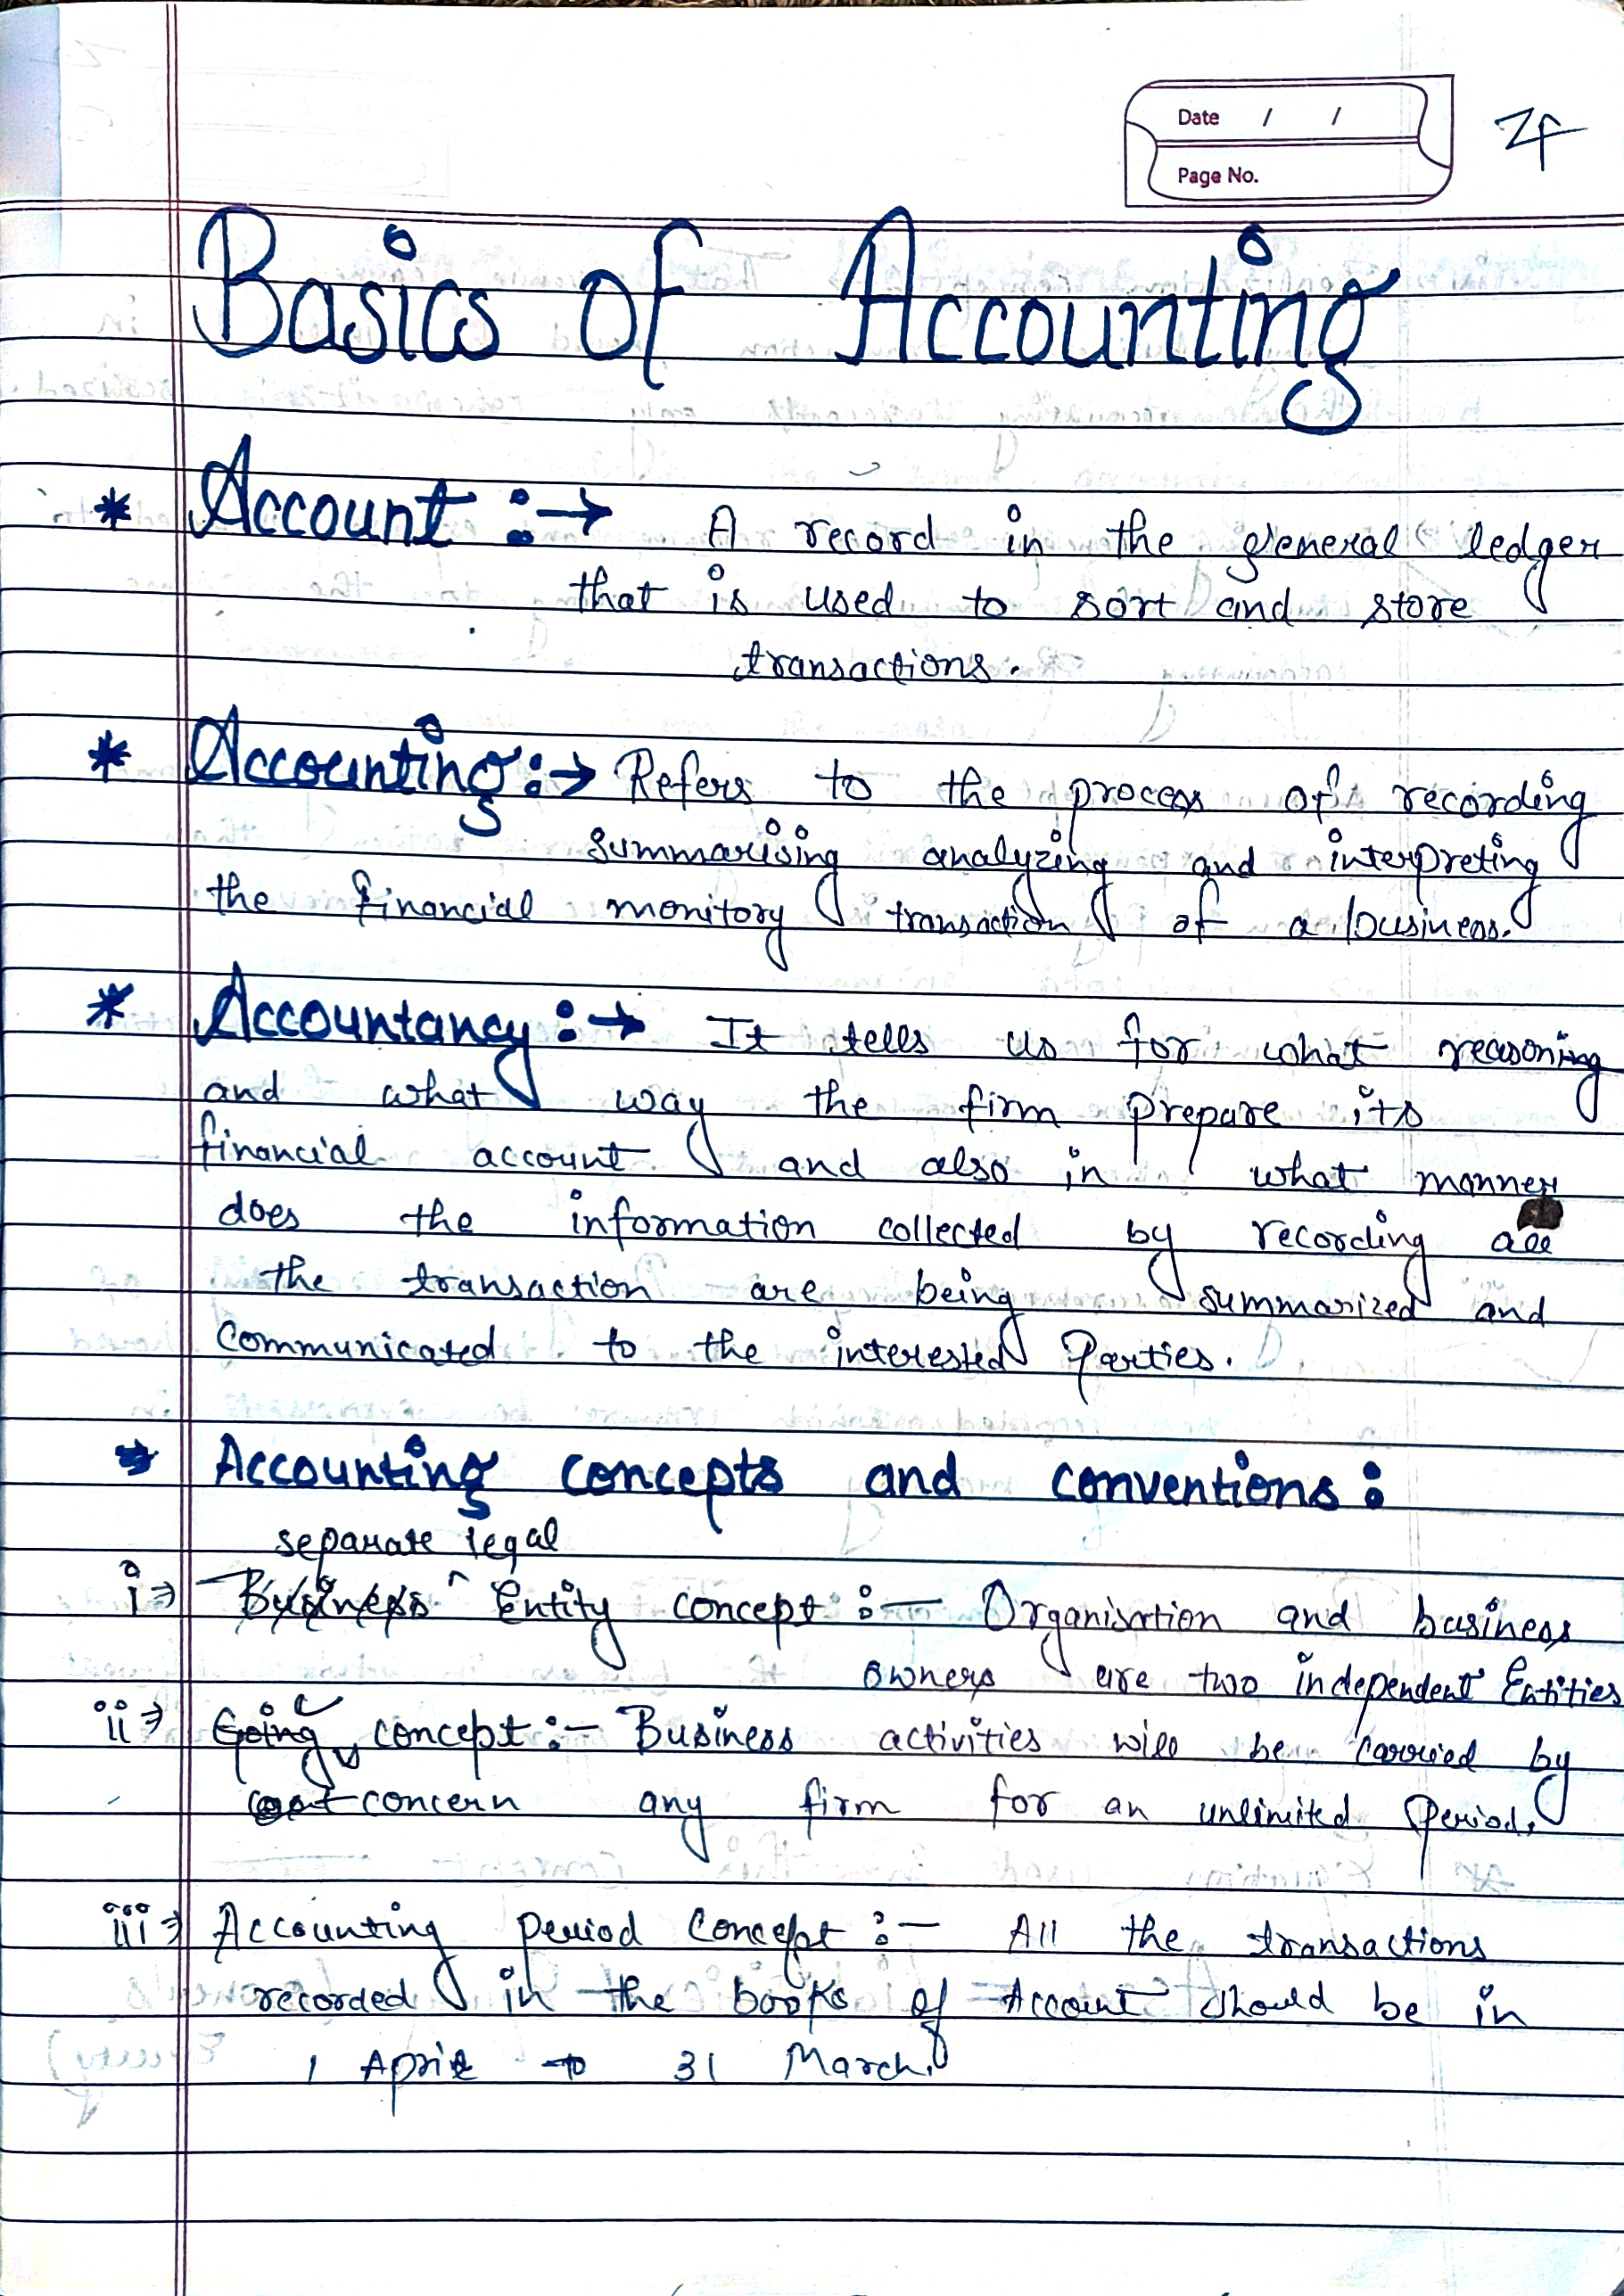 Date / /
Page No.
Basics of Accounting
* Account :→ A record in the general ledger
that is used to sort and store
transactions.
* Accounting :→ Refers to the process of recording
summarising analyzing and interpreting
the financial monitory transaction of a business.
* Accountancy :→ It tells us for what reasoning
and what way the firm prepare its
financial account and also in what manner
does the information collected by recording all
the transaction are being summarized and
communicated to the interested Parties.
Accounting concepts and conventions :
separate legal
i⇒ Business ^ Entity concept :— Organisation and business
owners are two independent Entities
ii⇒ Going concept :— Business activities will be carried by
concern any firm for an unlimited Period.
iii⇒ Accounting period Concept :— All the transactions
recorded in the books of Account should be in
1 April to 31 March.